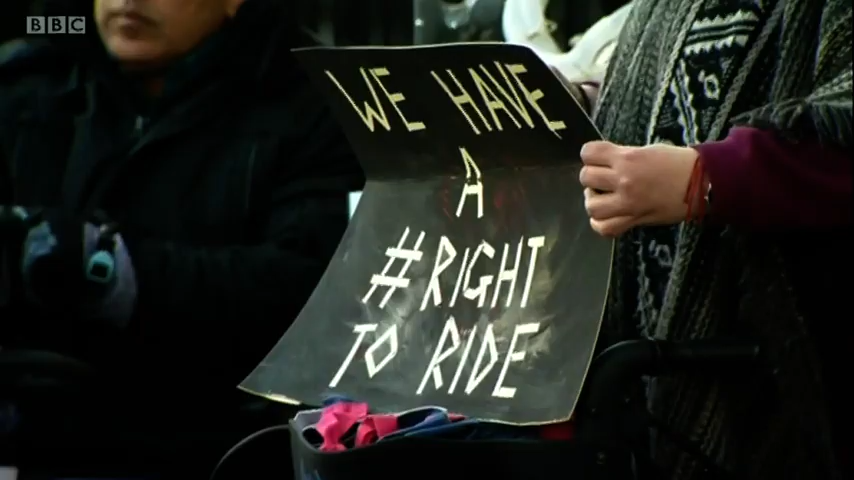 BBC
WE HAVE
A
#RIGHT
TO RIDE